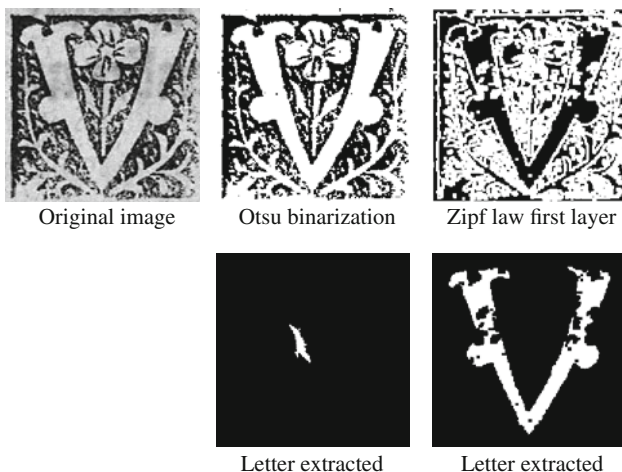 Original image
Otsu binarization
Zipf law first layer
Letter extracted
Letter extracted